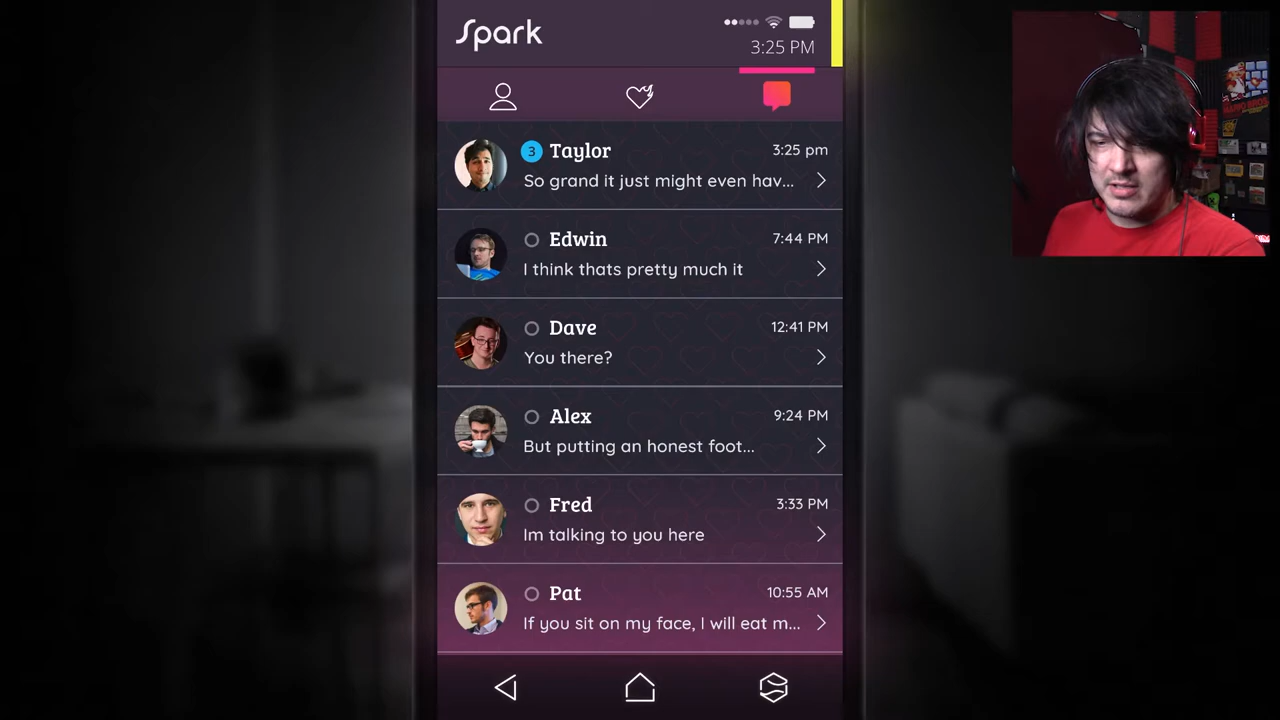 Spark
3:25 PM
3 Taylor 3:25 pm
So grand it just might even hav...
Edwin 7:44 PM
I think thats pretty much it
Dave 12:41 PM
You there?
Alex 9:24 PM
But putting an honest foot...
Fred 3:33 PM
Im talking to you here
Pat 10:55 AM
If you sit on my face, I will eat m...